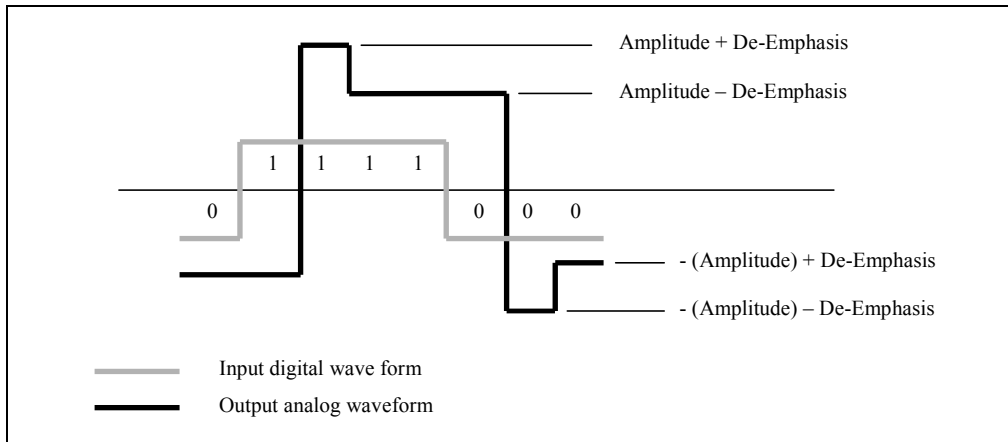 Amplitude + De-Emphasis
Amplitude – De-Emphasis
1 1 1 1
0 0 0 0
- (Amplitude) + De-Emphasis
- (Amplitude) – De-Emphasis
Input digital wave form
Output analog waveform